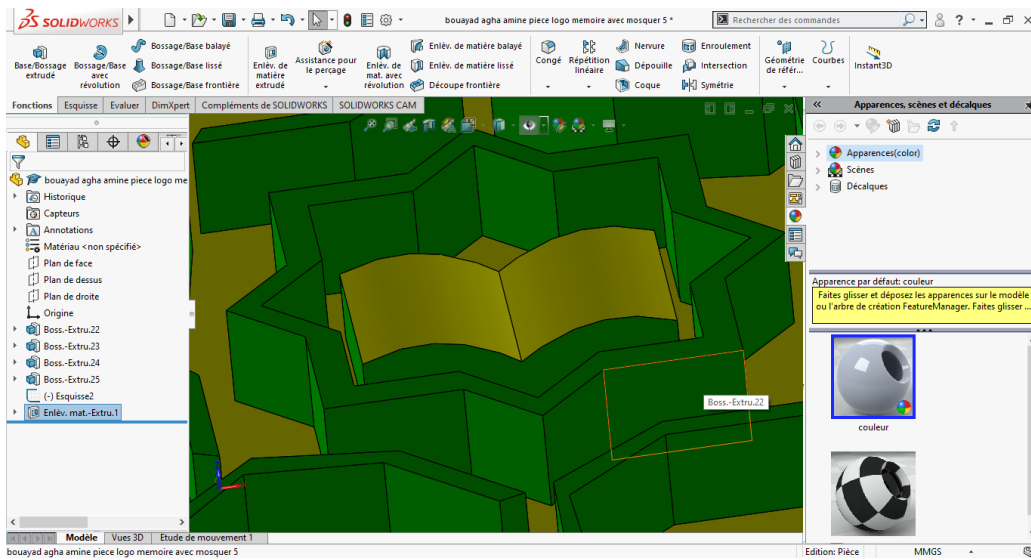 SOLIDWORKS
bouayad agha amine piece logo memoire avec mosquer 5 *
Rechercher des commandes
Base/Bossage extrudé
Bossage/Base avec révolution
Bossage/Base balayé
Bossage/Base lissé
Bossage/Base frontière
Enlèv. de matière extrudé
Assistance pour le perçage
Enlèv. de mat. avec révolution
Enlèv. de matière balayé
Enlèv. de matière lissé
Découpe frontière
Congé
Répétition linéaire
Nervure
Dépouille
Coque
Enroulement
Intersection
Symétrie
Géométrie de référ...
Courbes
Instant3D
Fonctions
Esquisse
Evaluer
DimXpert
Compléments de SOLIDWORKS
SOLIDWORKS CAM
bouayad agha amine piece logo me
Historique
Capteurs
Annotations
Matériau <non spécifié>
Plan de face
Plan de dessus
Plan de droite
Origine
Boss.-Extru.22
Boss.-Extru.23
Boss.-Extru.24
Boss.-Extru.25
(-) Esquisse2
Enlèv. mat.-Extru.1
Boss.-Extru.22
Apparences, scènes et décalques
Apparences(color)
Scènes
Décalques
Apparence par défaut: couleur
Faites glisser et déposez les apparences sur le modèle
ou l'arbre de création FeatureManager. Faites glisser ...
couleur
Modèle
Vues 3D
Etude de mouvement 1
bouayad agha amine piece logo memoire avec mosquer 5
Edition: Pièce
MMGS